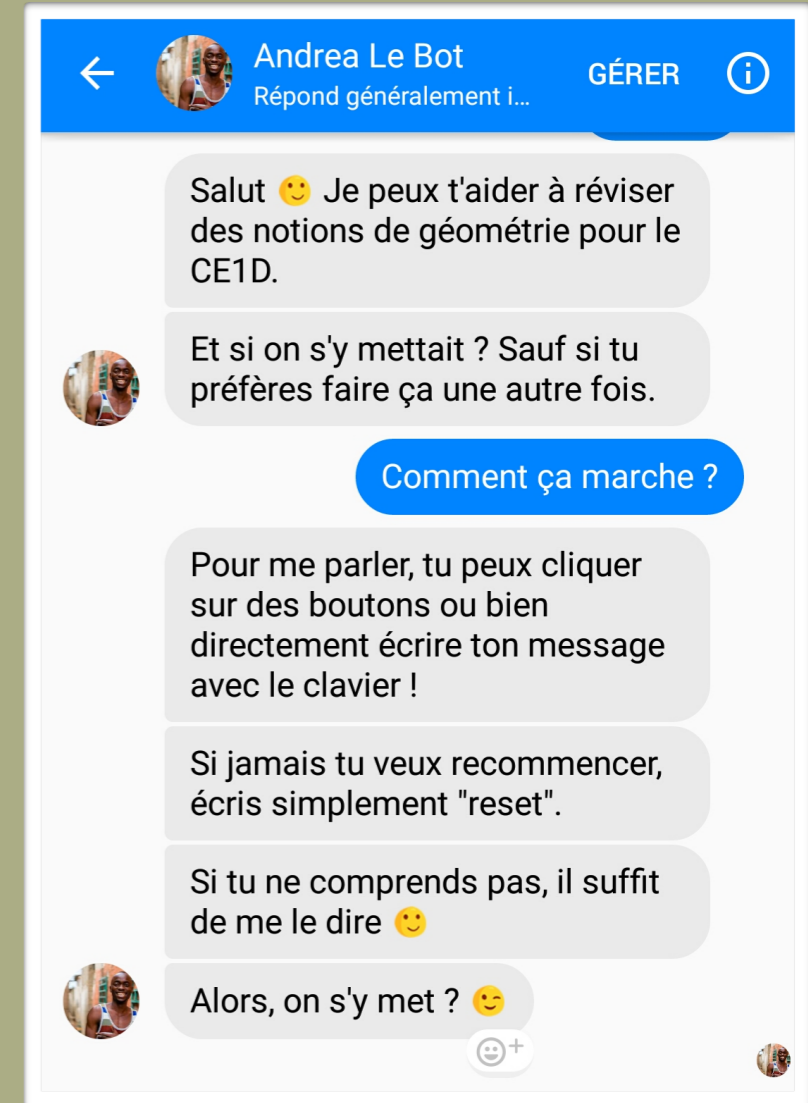 Andrea Le Bot
Répond généralement i...
GÉRER
Salut 🙂 Je peux t'aider à réviser
des notions de géométrie pour le
CE1D.
Et si on s'y mettait ? Sauf si tu
préfères faire ça une autre fois.
Comment ça marche ?
Pour me parler, tu peux cliquer
sur des boutons ou bien
directement écrire ton message
avec le clavier !
Si jamais tu veux recommencer,
écris simplement "reset".
Si tu ne comprends pas, il suffit
de me le dire 🙂
Alors, on s'y met ? 😉